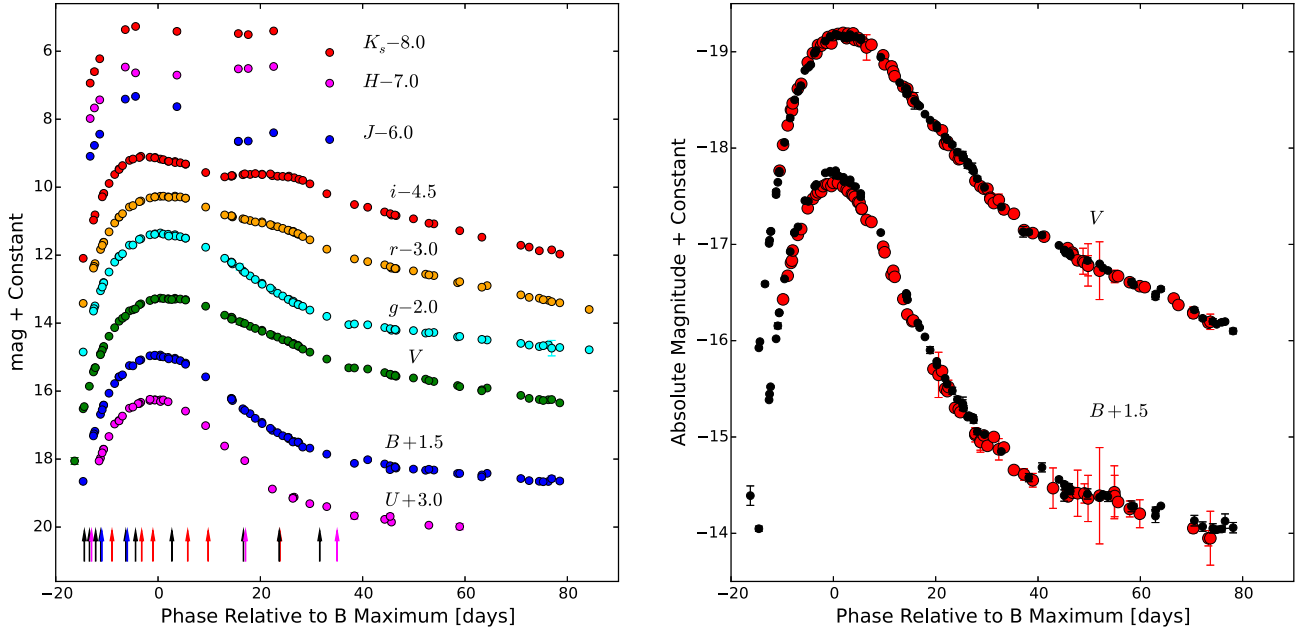 6
8
10
12
14
16
18
20
mag + Constant
K_s−8.0
H−7.0
J−6.0
i−4.5
r−3.0
g−2.0
V
B+1.5
U+3.0
−20 0 20 40 60 80
Phase Relative to B Maximum [days]
−19
−18
−17
−16
−15
−14
Absolute Magnitude + Constant
V
B+1.5
−20 0 20 40 60 80
Phase Relative to B Maximum [days]